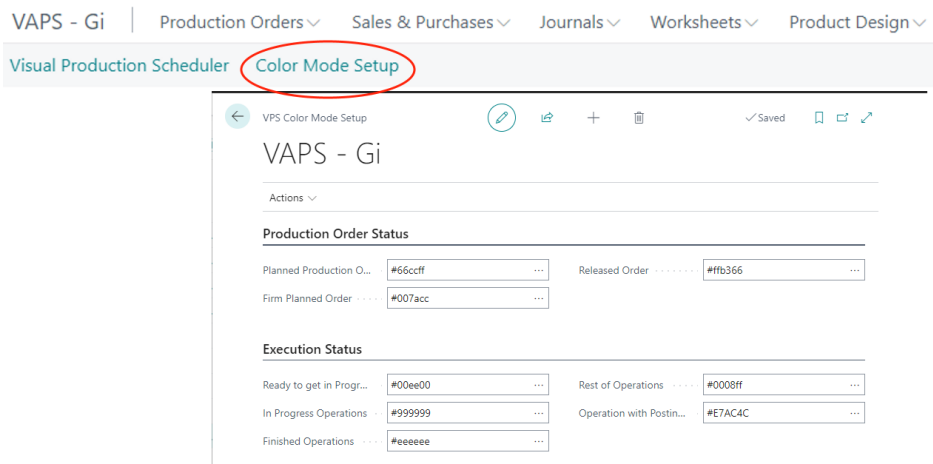 VAPS - Gi Production Orders Sales & Purchases Journals Worksheets Product Design
Visual Production Scheduler Color Mode Setup
VPS Color Mode Setup Saved
VAPS - Gi
Actions
Production Order Status
Planned Production O... #66ccff ... Released Order #ffb366 ...
Firm Planned Order #007acc ...
Execution Status
Ready to get in Progr... #00ee00 ... Rest of Operations #0008ff ...
In Progress Operations #999999 ... Operation with Postin... #E7AC4C ...
Finished Operations #eeeeee ...